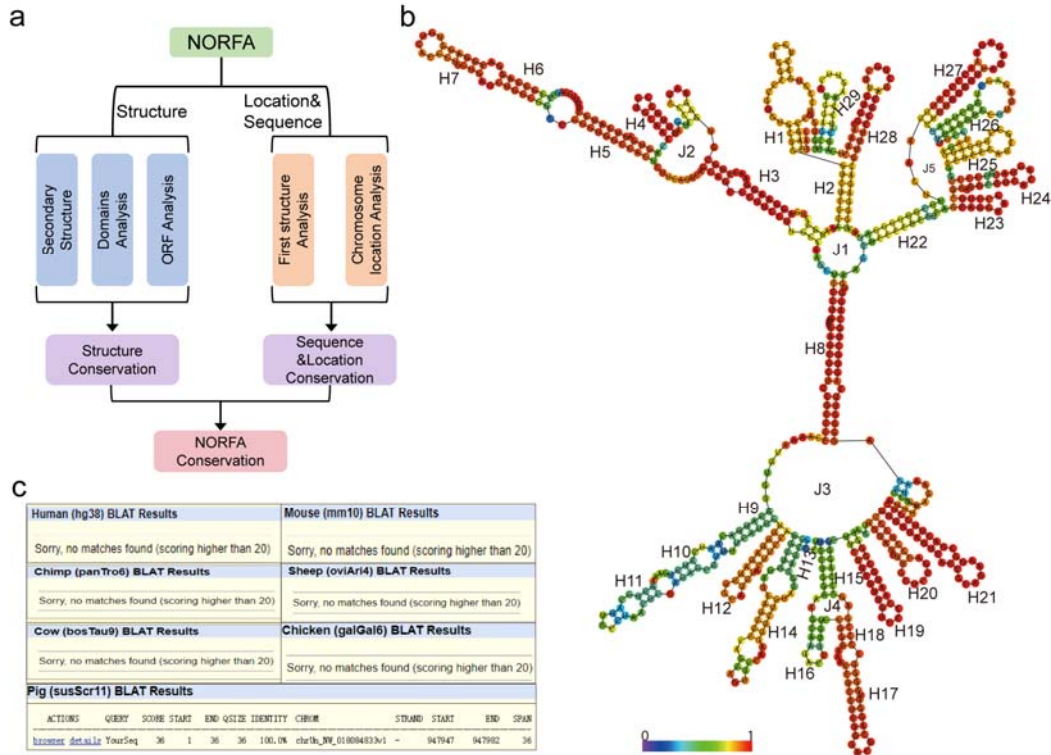 a
NORFA
Structure
Location&
Sequence
Secondary
Structure
Domains
Analysis
ORF Analysis
First structure
Analysis
Chromosome
location Analysis
Structure
Conservation
Sequence
&Location
Conservation
NORFA
Conservation
b
H7
H6
H5
H4
J2
H3
H1
H29
H28
H2
J1
H27
H26
H25
J5
H24
H23
H22
H8
J3
H9
H10
H11
H12
H13
H14
H15
J4
H16
H18
H17
H19
H20
H21
0
1
c
Human (hg38) BLAT Results
Sorry, no matches found (scoring higher than 20)
Mouse (mm10) BLAT Results
Sorry, no matches found (scoring higher than 20)
Chimp (panTro6) BLAT Results
Sorry, no matches found (scoring higher than 20)
Sheep (oviAri4) BLAT Results
Sorry, no matches found (scoring higher than 20)
Cow (bosTau9) BLAT Results
Sorry, no matches found (scoring higher than 20)
Chicken (galGal6) BLAT Results
Sorry, no matches found (scoring higher than 20)
Pig (susScr11) BLAT Results
ACTIONS QUERY SCORE START END QSIZE IDENTITY CHROM STRAND START END SPAN
browser details YourSeq 36 1 36 36 100.0% chrUn_NW_018084833v1 - 947947 947982 36